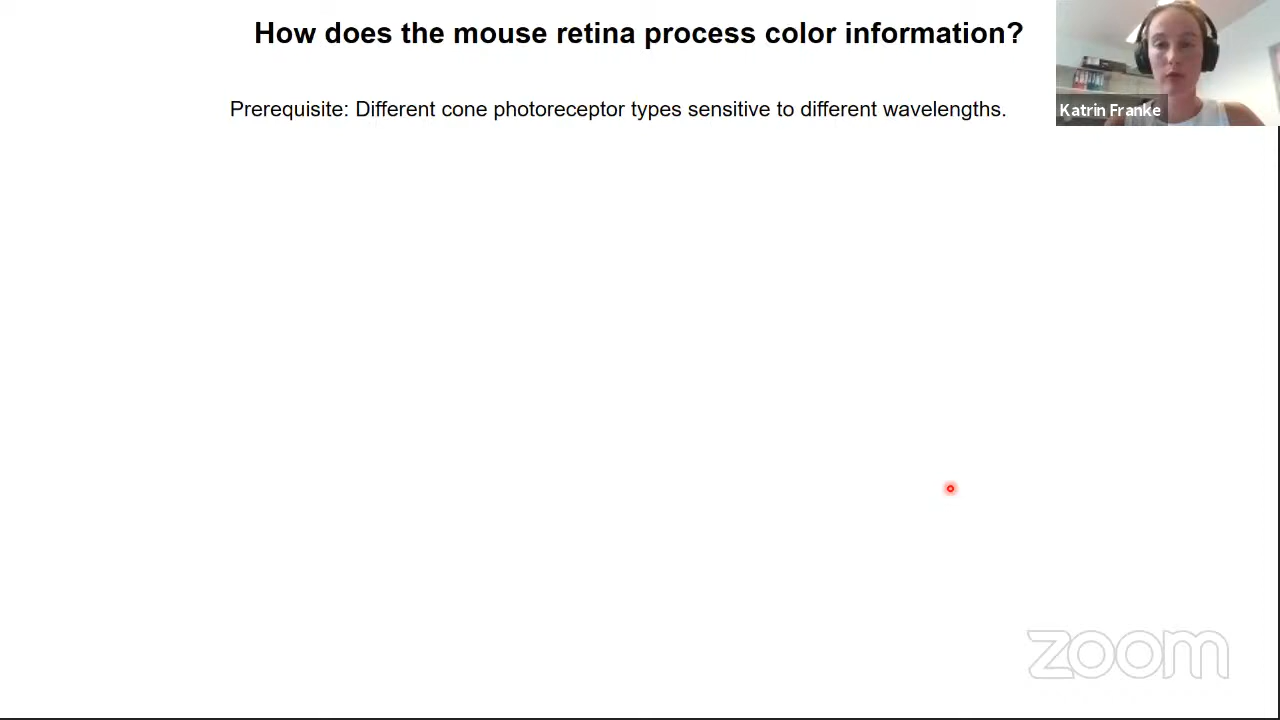 How does the mouse retina process color information?
Prerequisite: Different cone photoreceptor types sensitive to different wavelengths.
Katrin Franke
zoom